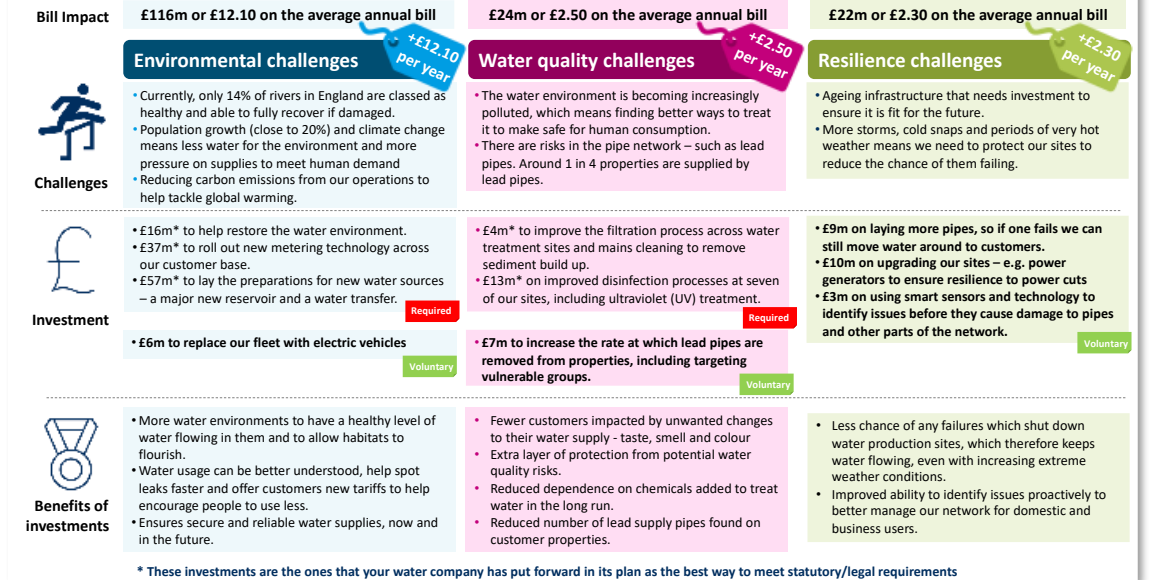 Bill Impact
£116m or £12.10 on the average annual bill
£24m or £2.50 on the average annual bill
£22m or £2.30 on the average annual bill
Environmental challenges
+£12.10
per year
Water quality challenges
+£2.50
per year
Resilience challenges
+£2.30
per year
Challenges
• Currently, only 14% of rivers in England are classed as
healthy and able to fully recover if damaged.
• Population growth (close to 20%) and climate change
means less water for the environment and more
pressure on supplies to meet human demand
• Reducing carbon emissions from our operations to
help tackle global warming.
• The water environment is becoming increasingly
polluted, which means finding better ways to treat
it to make safe for human consumption.
• There are risks in the pipe network – such as lead
pipes. Around 1 in 4 properties are supplied by
lead pipes.
• Ageing infrastructure that needs investment to
ensure it is fit for the future.
• More storms, cold snaps and periods of very hot
weather means we need to protect our sites to
reduce the chance of them failing.
Investment
• £16m* to help restore the water environment.
• £37m* to roll out new metering technology across
our customer base.
• £57m* to lay the preparations for new water sources
– a major new reservoir and a water transfer.
Required
• £6m to replace our fleet with electric vehicles
Voluntary
• £4m* to improve the filtration process across water
treatment sites and mains cleaning to remove
sediment build up.
• £13m* on improved disinfection processes at seven
of our sites, including ultraviolet (UV) treatment.
Required
• £7m to increase the rate at which lead pipes are
removed from properties, including targeting
vulnerable groups.
Voluntary
• £9m on laying more pipes, so if one fails we can
still move water around to customers.
• £10m on upgrading our sites – e.g. power
generators to ensure resilience to power cuts
• £3m on using smart sensors and technology to
identify issues before they cause damage to pipes
and other parts of the network.
Voluntary
Benefits of
investments
• More water environments to have a healthy level of
water flowing in them and to allow habitats to
flourish.
• Water usage can be better understood, help spot
leaks faster and offer customers new tariffs to help
encourage people to use less.
• Ensures secure and reliable water supplies, now and
in the future.
• Fewer customers impacted by unwanted changes
to their water supply - taste, smell and colour
• Extra layer of protection from potential water
quality risks.
• Reduced dependence on chemicals added to treat
water in the long run.
• Reduced number of lead supply pipes found on
customer properties.
• Less chance of any failures which shut down
water production sites, which therefore keeps
water flowing, even with increasing extreme
weather conditions.
• Improved ability to identify issues proactively to
better manage our network for domestic and
business users.
* These investments are the ones that your water company has put forward in its plan as the best way to meet statutory/legal requirements